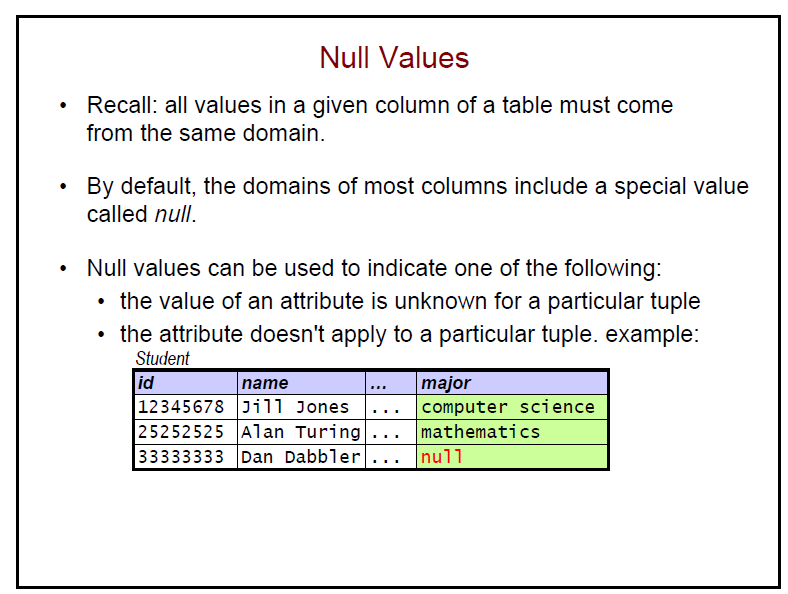 Null Values
• Recall: all values in a given column of a table must come
from the same domain.
• By default, the domains of most columns include a special value
called null.
• Null values can be used to indicate one of the following:
• the value of an attribute is unknown for a particular tuple
• the attribute doesn't apply to a particular tuple. example:
Student
id name ... major
12345678 Jill Jones ... computer science
25252525 Alan Turing ... mathematics
33333333 Dan Dabbler ... null